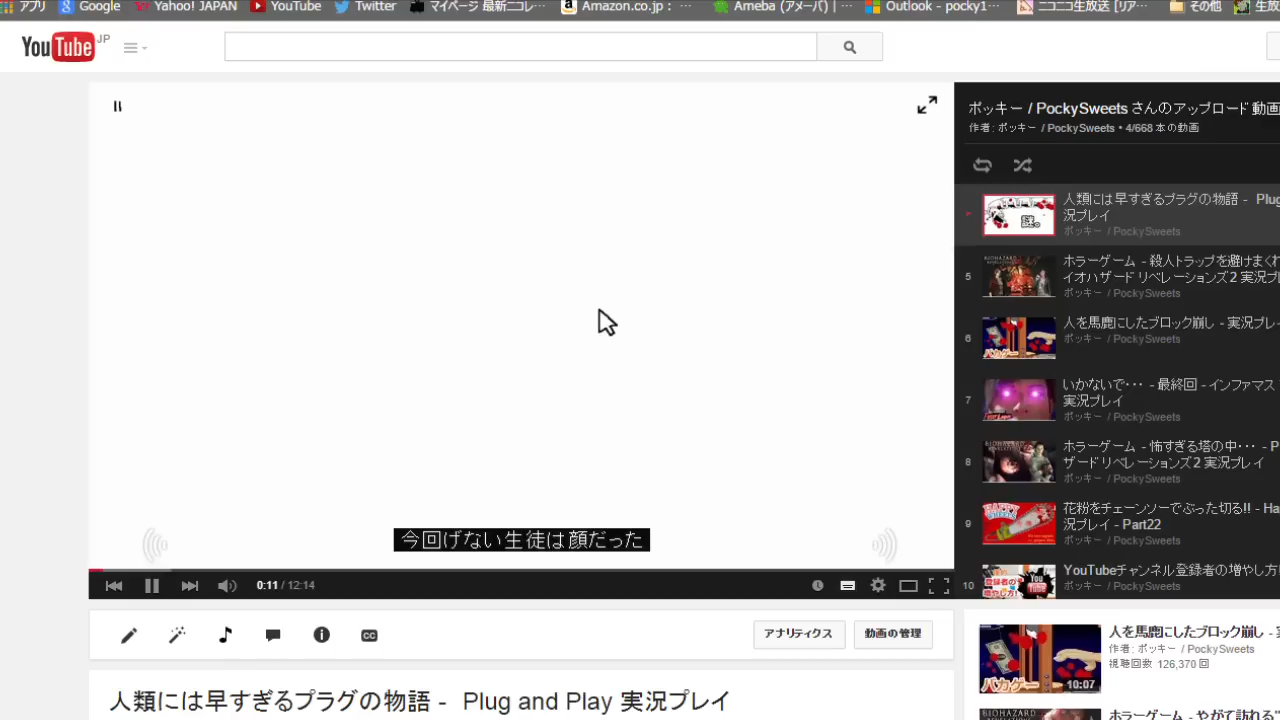 アプリ Google Yahoo! JAPAN YouTube Twitter マイページ 最新ニコレ… Amazon.co.jp : … Ameba (アメーバ) | … Outlook - pocky1… ニコニコ生放送 [リア… その他
YouTube JP
ポッキー / PockySweets さんのアップロード動画
作者: ポッキー / PockySweets • 4/668 本の動画
謎。
人類には早すぎるプラグの物語 - Plug
況プレイ
ポッキー / PockySweets
5
ホラーゲーム - 殺人トラップを避けまくれ
イオハザード リベレーションズ2 実況プ
ポッキー / PockySweets
6
バカゲー
人を馬鹿にしたブロック崩し - 実況プレイ
ポッキー / PockySweets
7
いかないで・・・ - 最終回 - インファマス
実況プレイ
ポッキー / PockySweets
8
ホラーゲーム - 怖すぎる塔の中・・・ - P
ザード リベレーションズ2 実況プレイ
ポッキー / PockySweets
9
花粉をチェーンソーでぶった切る!! - Ha
況プレイ - Part22
ポッキー / PockySweets
10
YouTubeチャンネル登録者の増やし方!
ポッキー / PockySweets
今回げない生徒は顔だった
0:11 / 12:14
アナリティクス
動画の管理
人類には早すぎるプラグの物語 - Plug and Play 実況プレイ
バカゲー
10:07
人を馬鹿にしたブロック崩し - 実
作者: ポッキー / PockySweets
視聴回数 126,370 回